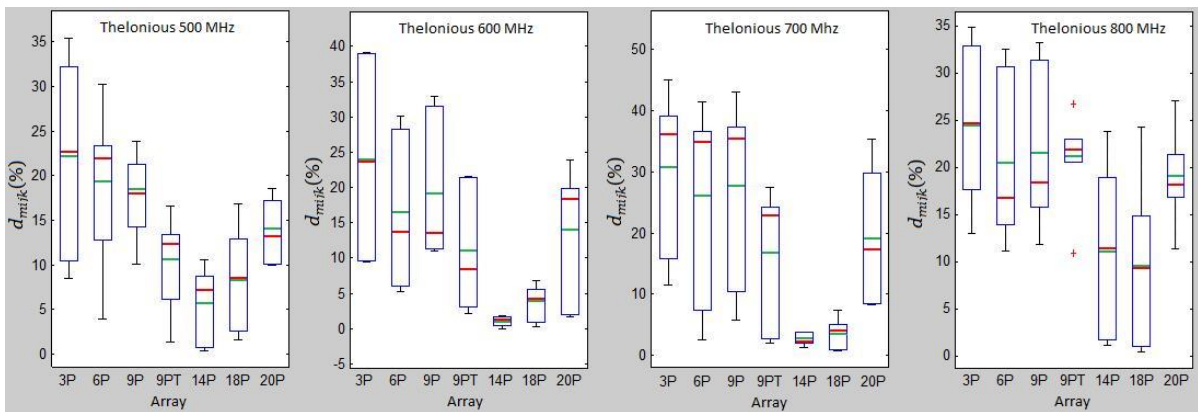 Thelonious 500 MHz
35
30
25
20
15
10
5
0
d_mijk(%)
3P 6P 9P 9PT 14P 18P 20P
Array
Thelonious 600 MHz
40
35
30
25
20
15
10
5
0
-5
d_mijk(%)
3P 6P 9P 9PT 14P 18P 20P
Array
Thelonious 700 Mhz
50
40
30
20
10
0
d_mijk(%)
3P 6P 9P 9PT 14P 18P 20P
Array
Thelonious 800 MHz
35
30
25
20
15
10
5
0
d_mijk(%)
3P 6P 9P 9PT 14P 18P 20P
Array